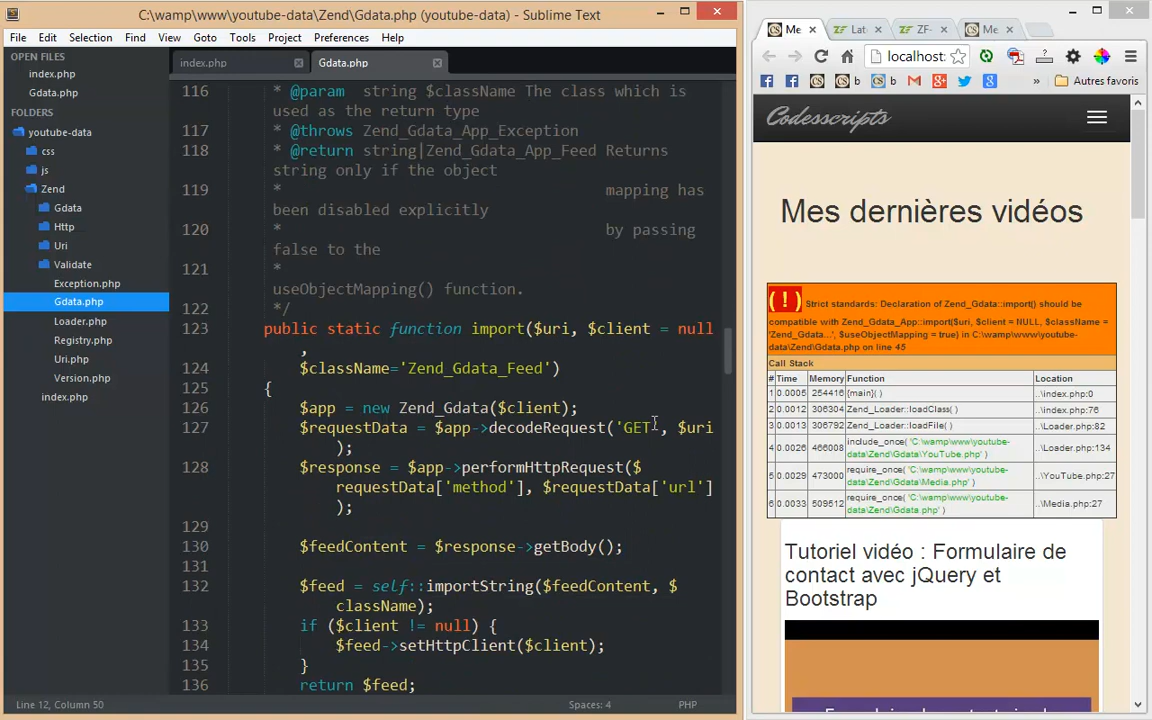 C:\wamp\www\youtube-data\Zend\Gdata.php (youtube-data) - Sublime Text
File Edit Selection Find View Goto Tools Project Preferences Help
OPEN FILES
index.php
Gdata.php
FOLDERS
youtube-data
css
js
Zend
Gdata
Http
Uri
Validate
Exception.php
Gdata.php
Loader.php
Registry.php
Uri.php
Version.php
index.php
index.php Gdata.php
116 * @param string $className The class which is
used as the return type
117 * @throws Zend_Gdata_App_Exception
118 * @return string|Zend_Gdata_App_Feed Returns
string only if the object
119 * mapping has
been disabled explicitly
120 * by passing
false to the
121 *
useObjectMapping() function.
122 */
123 public static function import($uri, $client = null
,
124 $className='Zend_Gdata_Feed')
125 {
126 $app = new Zend_Gdata($client);
127 $requestData = $app->decodeRequest('GET', $uri
);
128 $response = $app->performHttpRequest($
requestData['method'], $requestData['url']
);
129
130 $feedContent = $response->getBody();
131
132 $feed = self::importString($feedContent, $
className);
133 if ($client != null) {
134 $feed->setHttpClient($client);
135 }
136 return $feed;
Line 12, Column 50 Spaces: 4 PHP
Me Lat ZF- Me
localhost:
b b Autres favoris
Codesscripts
Mes dernières vidéos
( ! ) Strict standards: Declaration of Zend_Gdata::import() should be
compatible with Zend_Gdata_App::import($uri, $client = NULL, $className =
'Zend_Gdata...', $useObjectMapping = true) in C:\wamp\www\youtube-
data\Zend\Gdata.php on line 45
Call Stack
# Time Memory Function Location
1 0.0005 254416 {main}( ) ..\index.php:0
2 0.0012 306304 Zend_Loader::loadClass( ) ..\index.php:76
3 0.0013 306792 Zend_Loader::loadFile( ) ..\Loader.php:82
4 0.0026 466008 include_once( 'C:\wamp\www\youtube-
data\Zend\Gdata\YouTube.php' ) ..\Loader.php:134
5 0.0029 473000 require_once( 'C:\wamp\www\youtube-
data\Zend\Gdata\Media.php' ) ..\YouTube.php:27
6 0.0033 509512 require_once( 'C:\wamp\www\youtube-
data\Zend\Gdata.php' ) ..\Media.php:27
Tutoriel vidéo : Formulaire de
contact avec jQuery et
Bootstrap